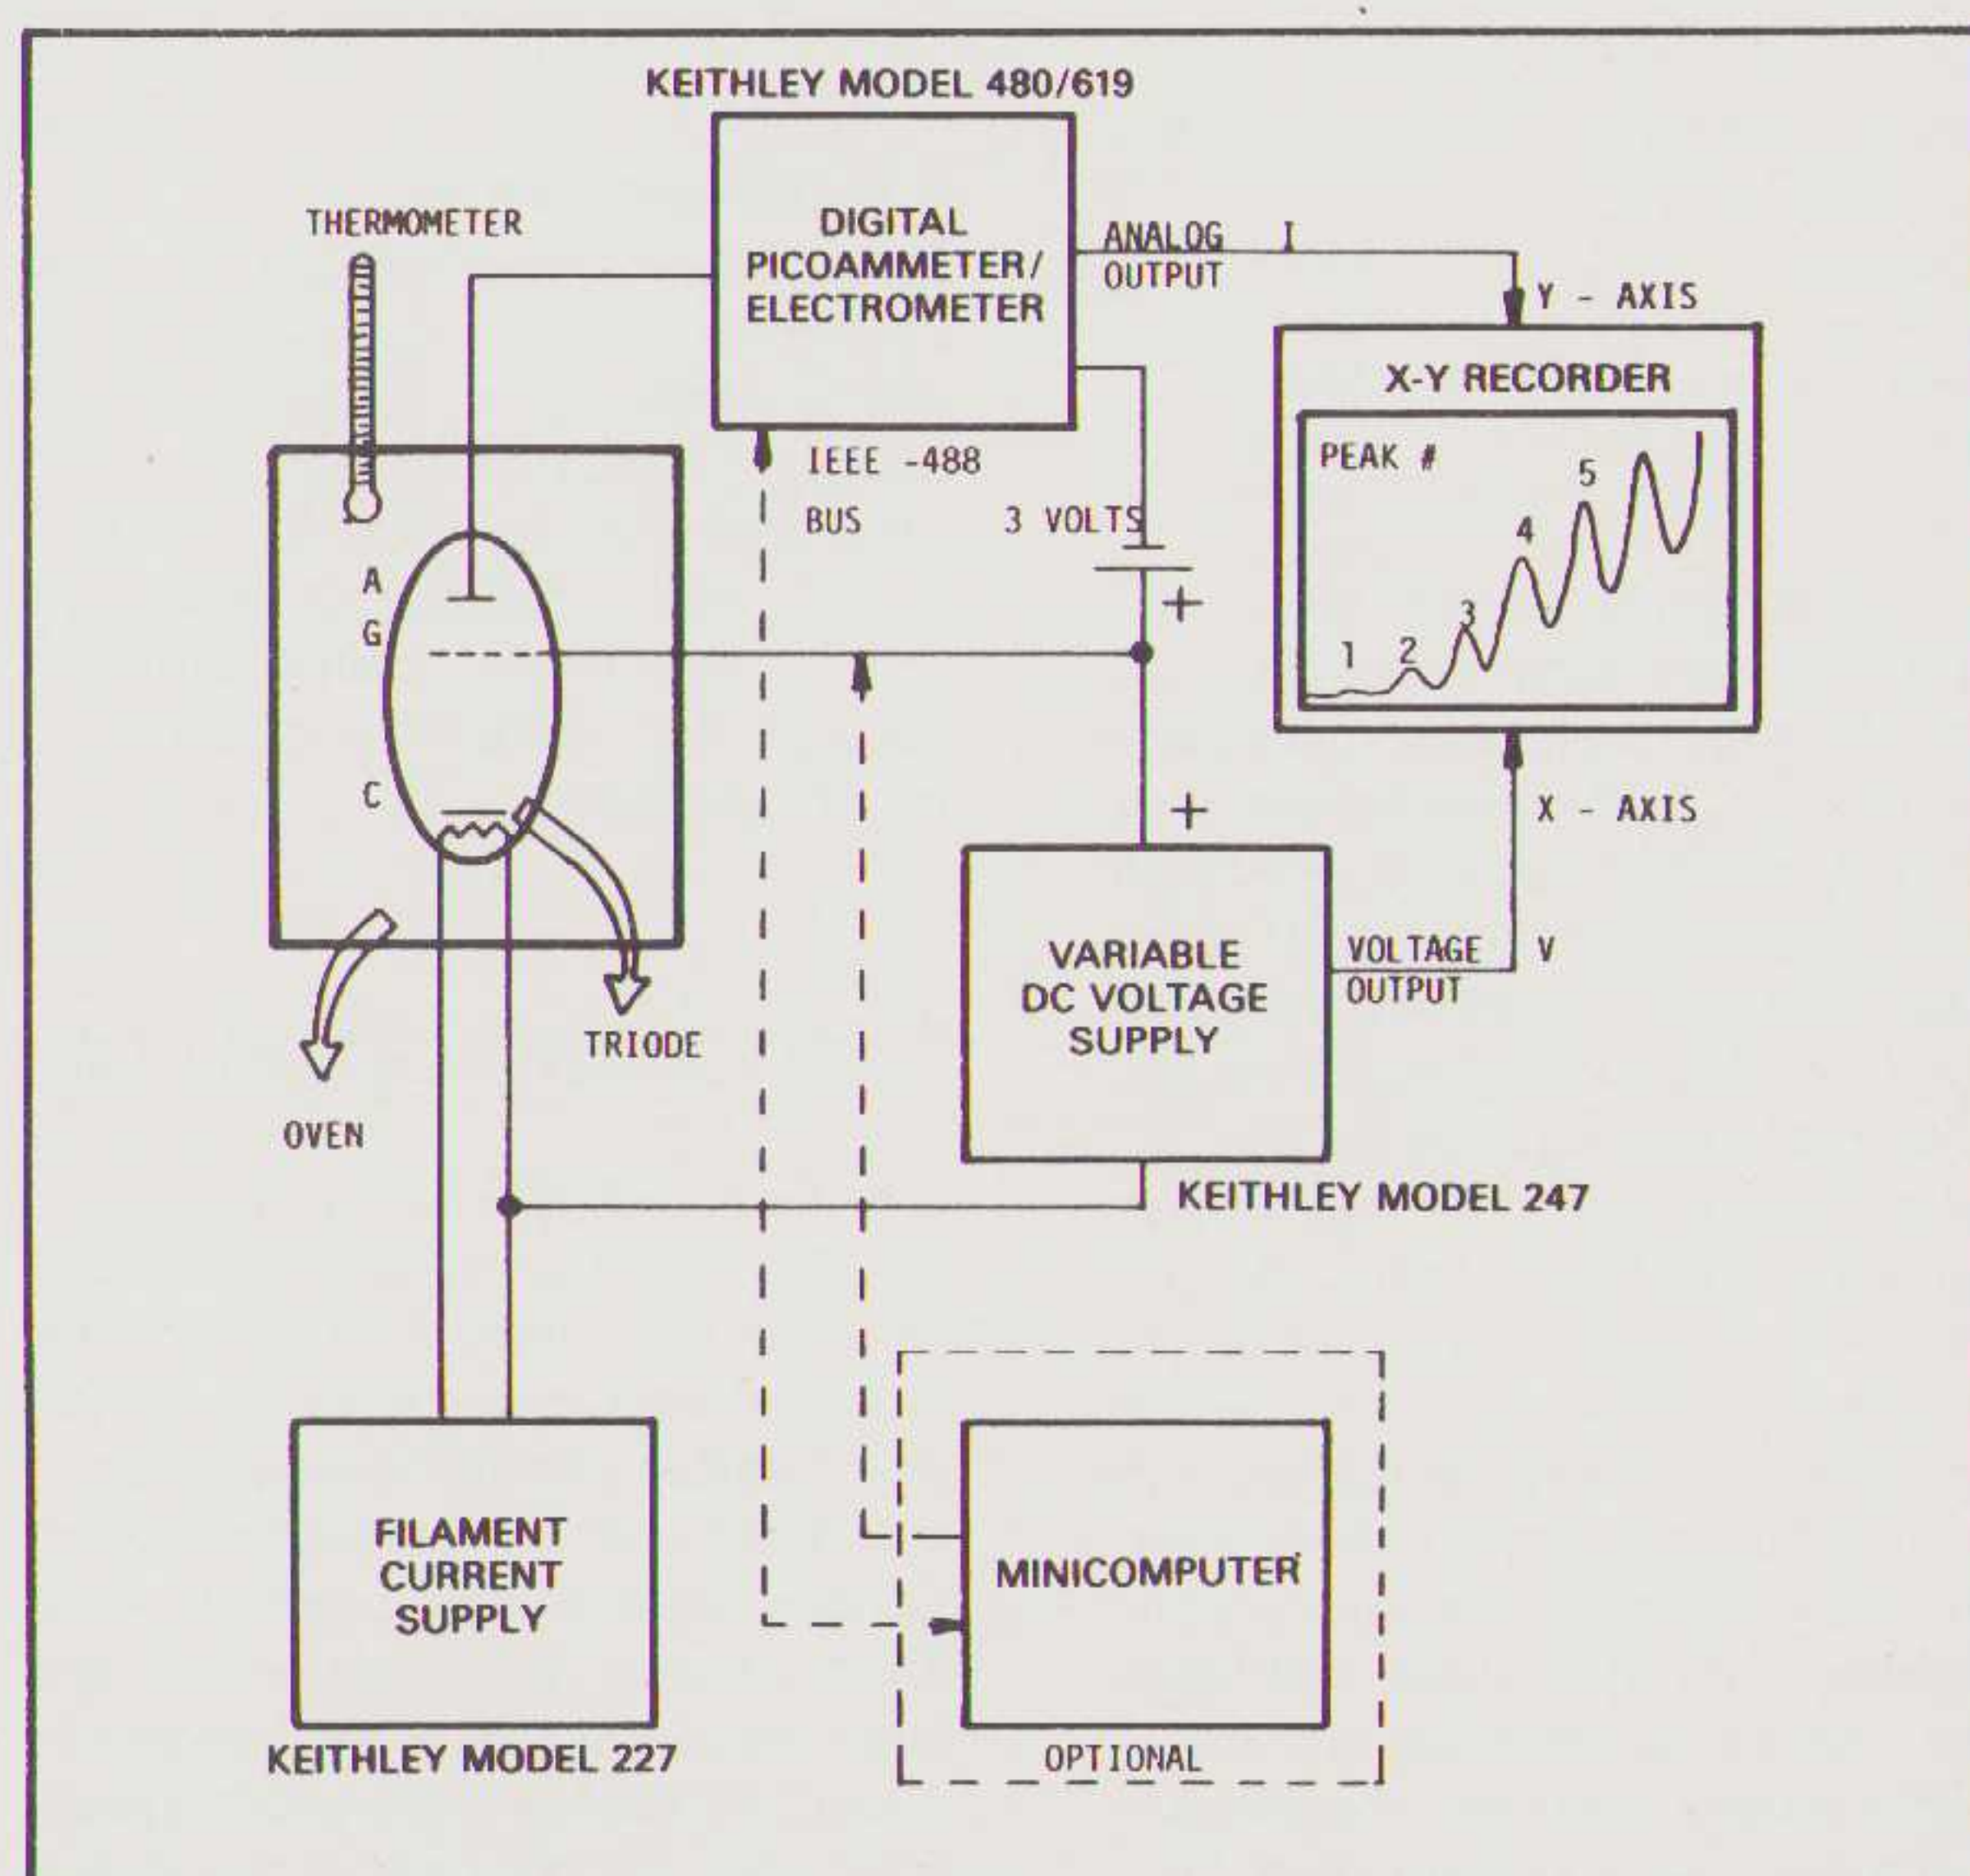 KEITHLEY MODEL 480/619
DIGITAL
PICOAMMETER/
ELECTROMETER
THERMOMETER
ANALOG I
OUTPUT
Y - AXIS
X-Y RECORDER
PEAK #
1
2
3
4
5
IEEE -488
BUS
3 VOLTS
+
A
G
C
+
X - AXIS
VARIABLE
DC VOLTAGE
SUPPLY
VOLTAGE V
OUTPUT
TRIODE
OVEN
KEITHLEY MODEL 247
FILAMENT
CURRENT
SUPPLY
KEITHLEY MODEL 227
MINICOMPUTER
OPTIONAL